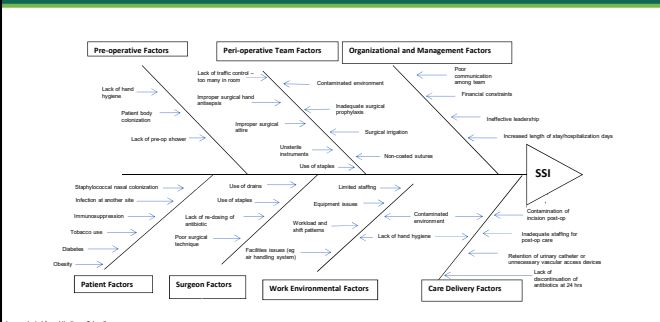 Pre-operative Factors
Peri-operative Team Factors
Organizational and Management Factors
Lack of hand
hygiene
Patient body
colonization
Lack of pre-op shower
Lack of traffic control –
too many in room
Improper surgical hand
antisepsis
Improper surgical
attire
Unsterile
instruments
Use of staples
Contaminated environment
Inadequate surgical
prophylaxis
Surgical irrigation
Non-coated sutures
Poor
communication
among team
Financial constraints
Ineffective leadership
Increased length of stay/hospitalization days
SSI
Staphylococcal nasal colonization
Infection at another site
Immunosuppression
Tobacco use
Diabetes
Obesity
Use of drains
Use of staples
Lack of re-dosing of
antibiotic
Poor surgical
technique
Limited staffing
Equipment issues
Workload and
shift patterns
Facilities issues (eg
air handling system)
Contaminated
environment
Lack of hand hygiene
Contamination of
incision post-op
Inadequate staffing for
post-op care
Retention of urinary catheter or
unnecessary vascular access devices
Lack of
discontinuation of
antibiotics at 24 hrs
Patient Factors
Surgeon Factors
Work Environmental Factors
Care Delivery Factors